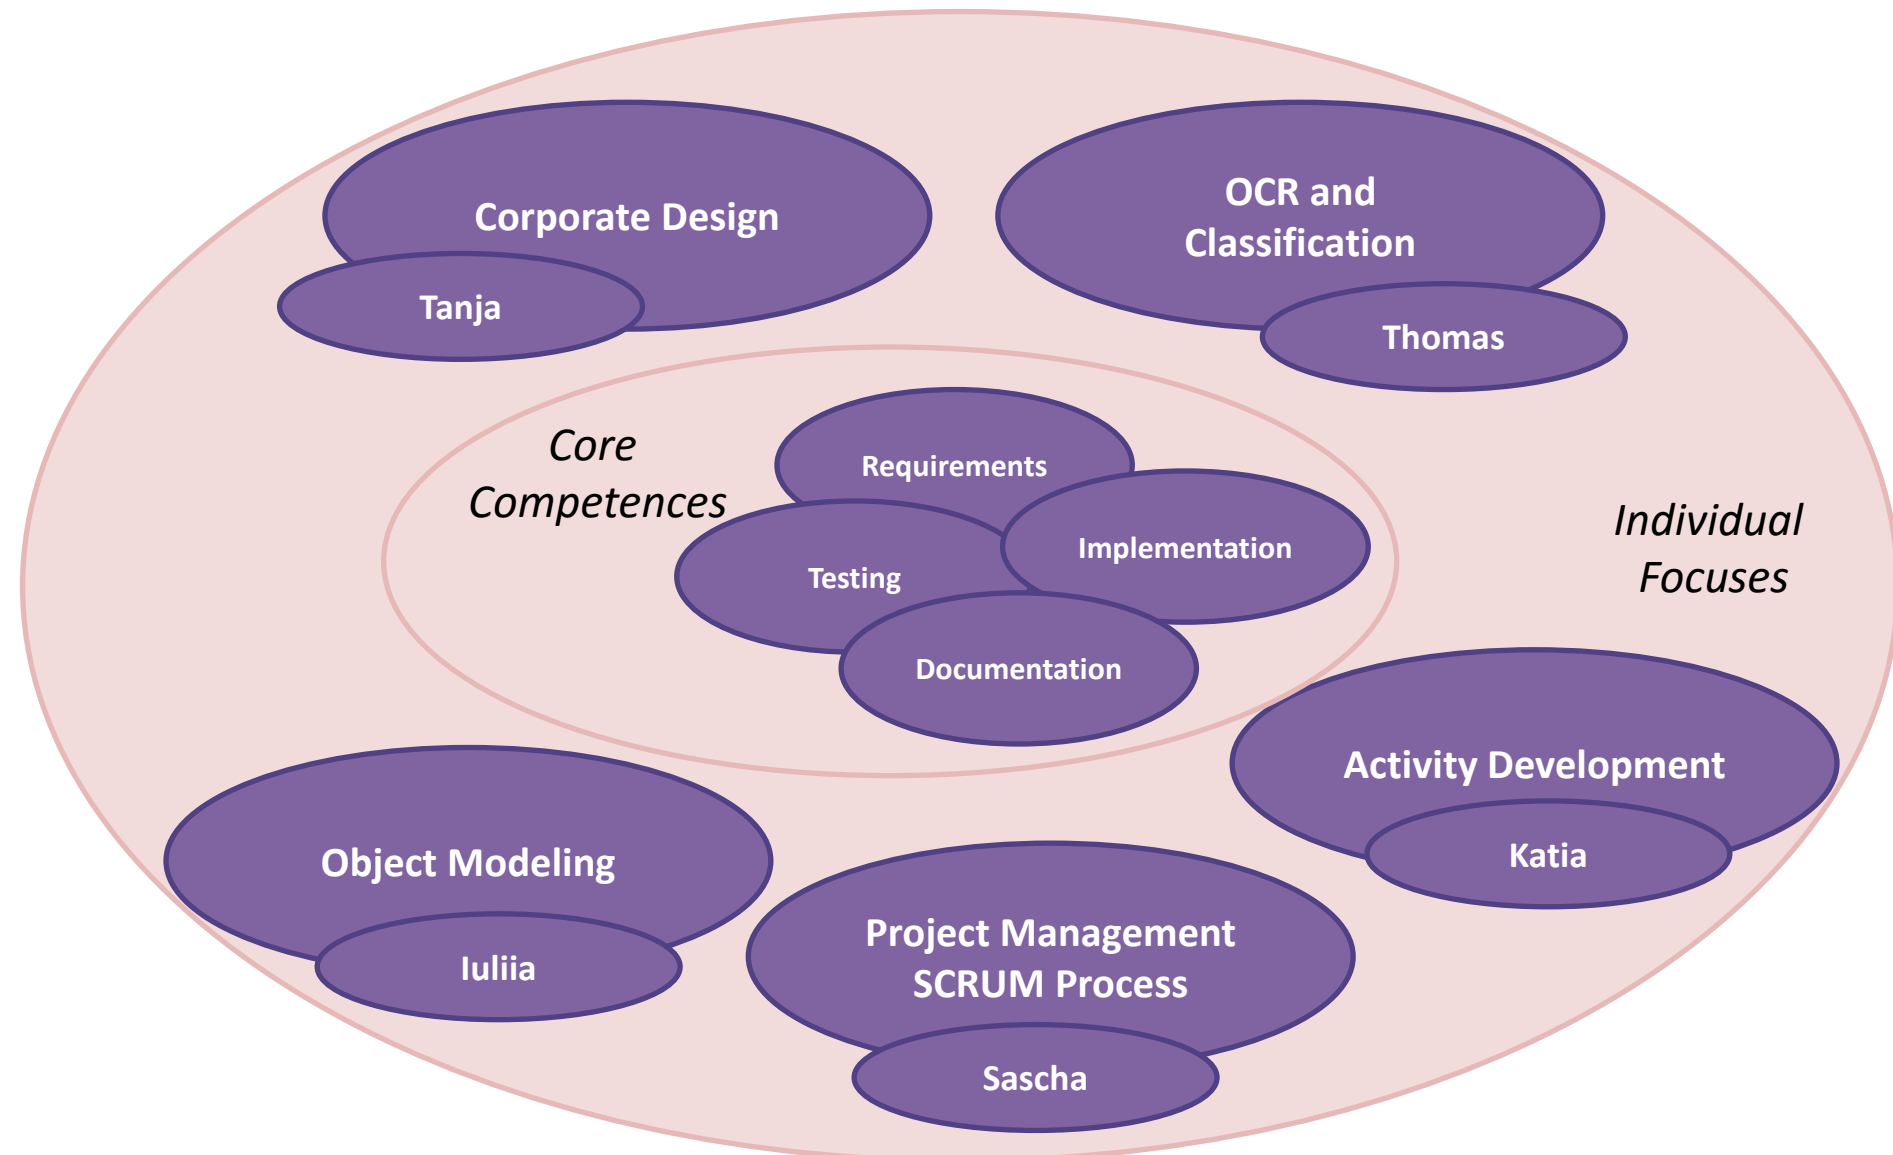 Corporate Design
Tanja
OCR and
Classification
Thomas
Core
Competences
Requirements
Implementation
Testing
Documentation
Individual
Focuses
Activity Development
Katia
Object Modeling
Iuliia
Project Management
SCRUM Process
Sascha